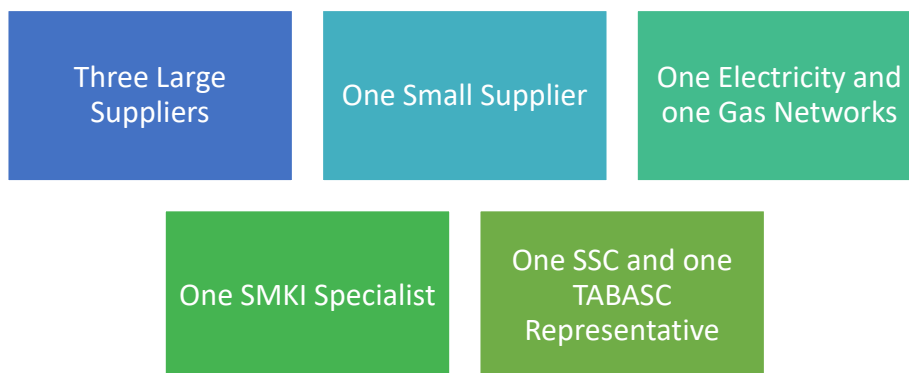 Three Large
Suppliers
One Small Supplier
One Electricity and
one Gas Networks
One SMKI Specialist
One SSC and one
TABASC
Representative